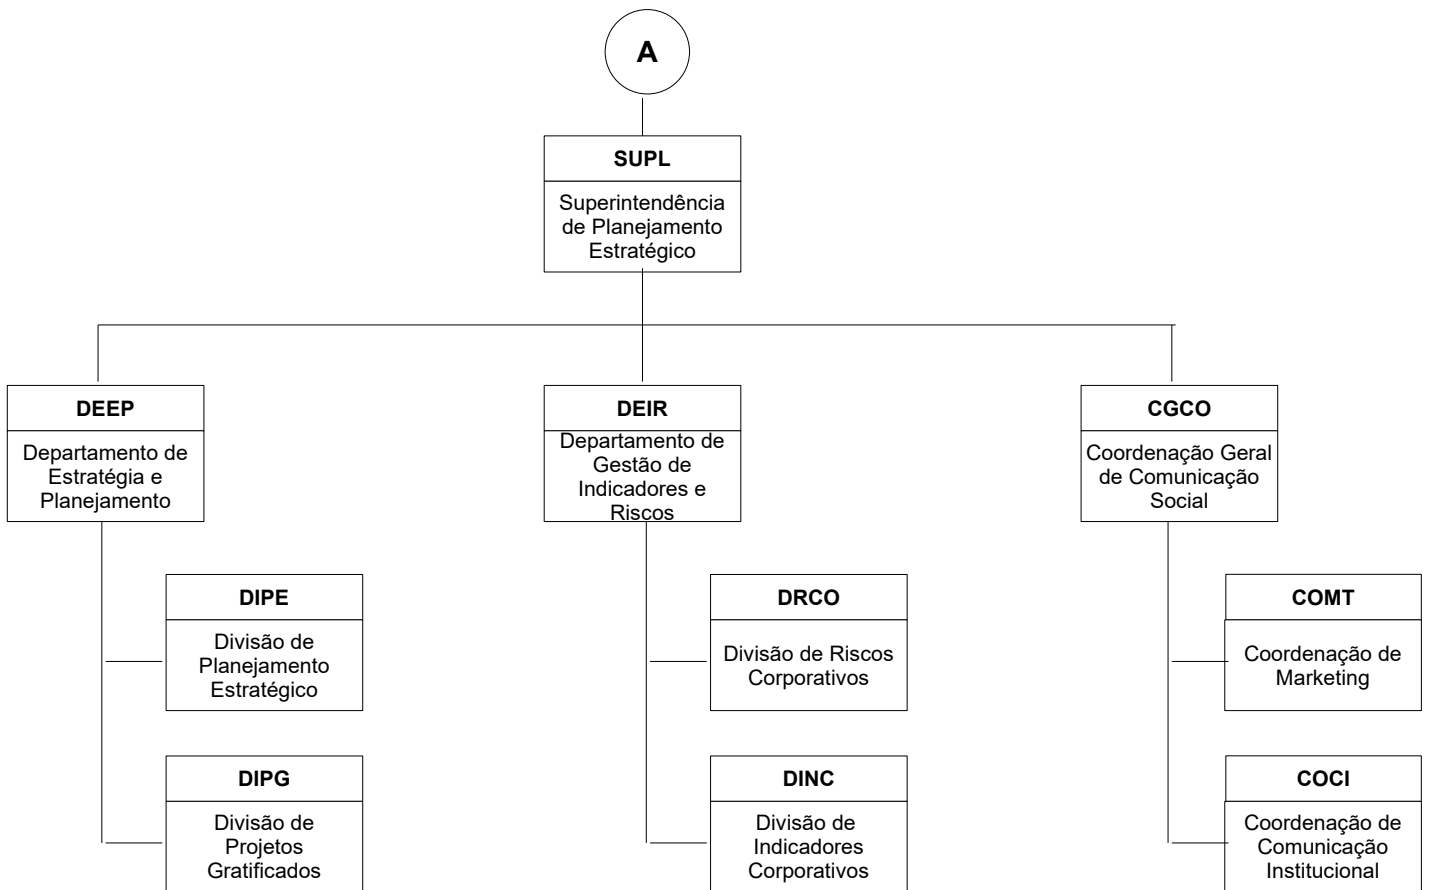 A
SUPL
Superintendência
de Planejamento
Estratégico
DEEP
Departamento de
Estratégia e
Planejamento
DEIR
Departamento de
Gestão de
Indicadores e
Riscos
CGCO
Coordenação Geral
de Comunicação
Social
DIPE
Divisão de
Planejamento
Estratégico
DRCO
Divisão de Riscos
Corporativos
COMT
Coordenação de
Marketing
DIPG
Divisão de
Projetos
Gratificados
DINC
Divisão de
Indicadores
Corporativos
COCI
Coordenação de
Comunicação
Institucional